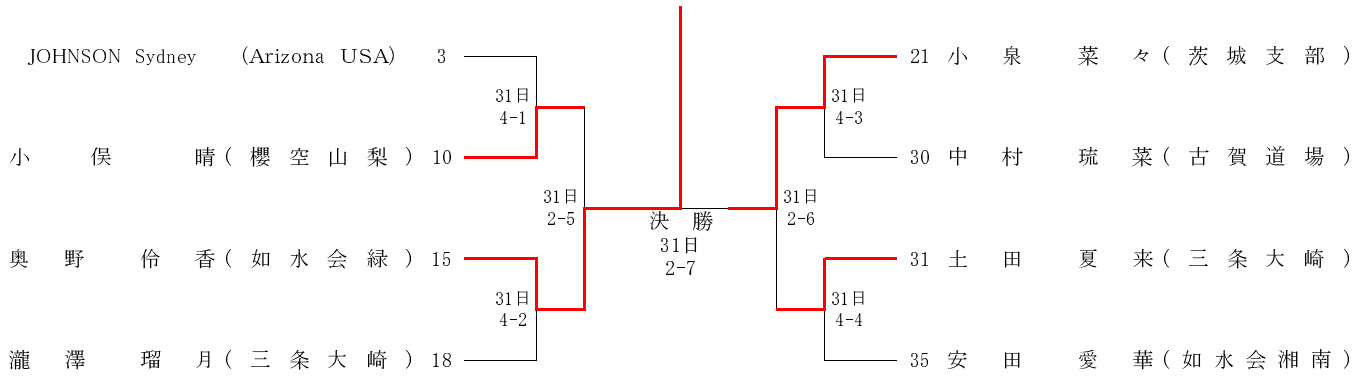 JOHNSON Sydney (Arizona USA) 3
31日
4-1
小俣 晴(櫻空山梨) 10
31日
2-5
奥野 伶香(如水会緑) 15
31日
4-2
瀧澤 瑠月(三条大崎) 18
決勝
31日
2-7
21 小泉 菜々(茨城支部)
31日
4-3
30 中村 琉菜(古賀道場)
31日
2-6
31 土田 夏来(三条大崎)
31日
4-4
35 安田 愛華(如水会湘南)